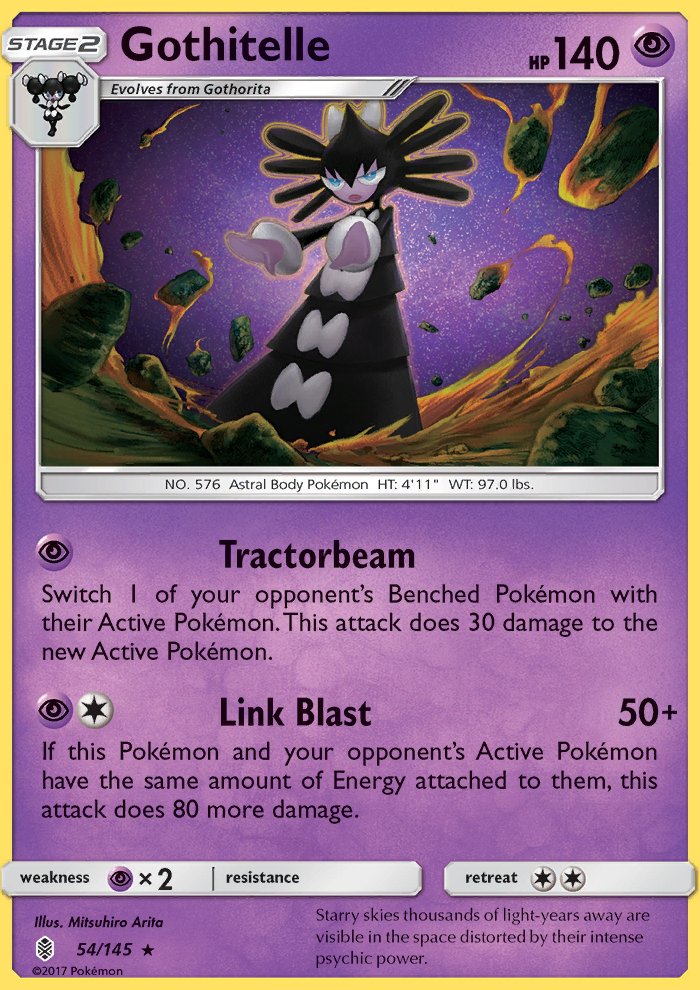 STAGE 2
Gothitelle
HP 140
Evolves from Gothorita
NO. 576 Astral Body Pokémon HT: 4'11" WT: 97.0 lbs.
Tractorbeam
Switch 1 of your opponent's Benched Pokémon with
their Active Pokémon. This attack does 30 damage to the
new Active Pokémon.
Link Blast 50+
If this Pokémon and your opponent's Active Pokémon
have the same amount of Energy attached to them, this
attack does 80 more damage.
weakness ×2 resistance retreat
Illus. Mitsuhiro Arita
54/145 ★
©2017 Pokémon
Starry skies thousands of light-years away are
visible in the space distorted by their intense
psychic power.